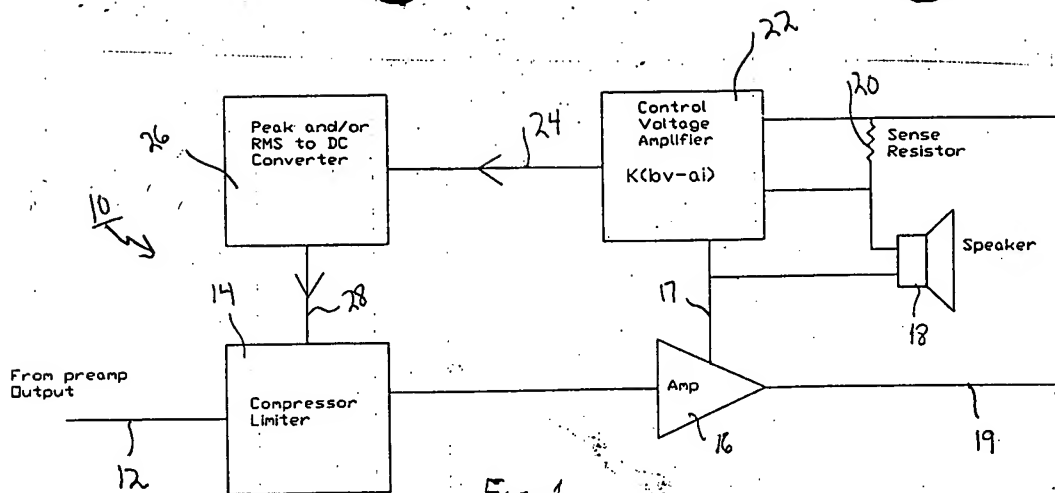 22
20
Control
Voltage
Amplifier
K(bv-ai)
Sense
Resistor
24
26
Peak and/or
RMS to DC
Converter
10
Speaker
18
14
28
17
From preamp
Output
Compressor
Limiter
Amp
12
16
19